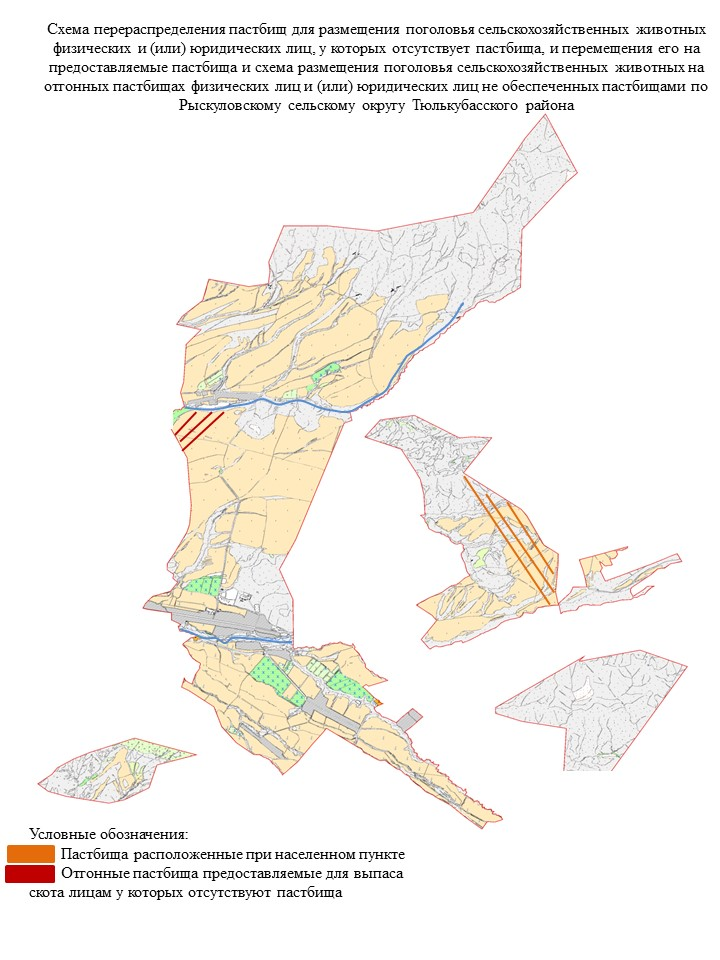 Схема перераспределения пастбищ для размещения поголовья сельскохозяйственных животных
физических и (или) юридических лиц, у которых отсутствует пастбища, и перемещения его на
предоставляемые пастбища и схема размещения поголовья сельскохозяйственных животных на
отгонных пастбищах физических лиц и (или) юридических лиц не обеспеченных пастбищами по
Рыскуловскому сельскому округу Тюлькубасского района
Условные обозначения:
Пастбища расположенные при населенном пункте
Отгонные пастбища предоставляемые для выпаса
скота лицам у которых отсутствуют пастбища